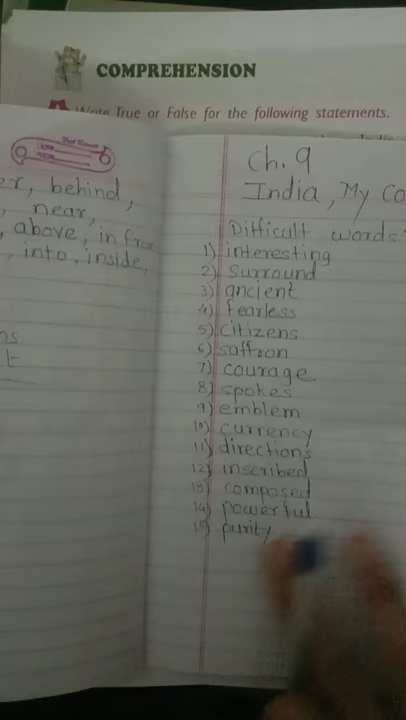 COMPREHENSION
Write True or False for the following statements.
behind,
near,
above, in
into, inside,
Ch. 9
India, My
Difficult words
1) interesting
2) surround
3) ancient
4) fearless
5) citizens
6) saffron
7) courage
8) spokes
9) emblem
10) currency
11) directions
12) inscribed
13) composed
14) powerful
15) purity